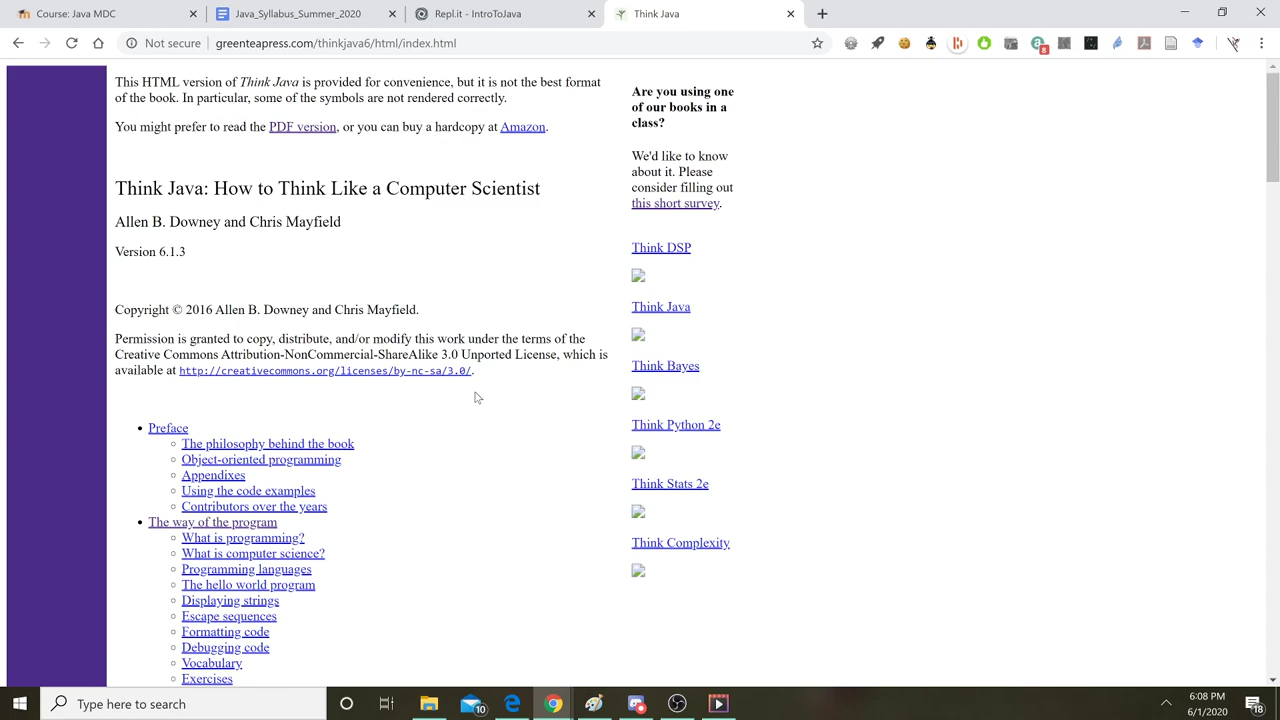 Course: Java MDC
Java_Syllabus_Summer_2020
Repl.it - IntroToJava
Think Java
Not secure
greenteapress.com/thinkjava6/html/index.html
8
This HTML version of Think Java is provided for convenience, but it is not the best format
of the book. In particular, some of the symbols are not rendered correctly.
You might prefer to read the PDF version, or you can buy a hardcopy at Amazon.
Think Java: How to Think Like a Computer Scientist
Allen B. Downey and Chris Mayfield
Version 6.1.3
Copyright © 2016 Allen B. Downey and Chris Mayfield.
Permission is granted to copy, distribute, and/or modify this work under the terms of the
Creative Commons Attribution-NonCommercial-ShareAlike 3.0 Unported License, which is
available at http://creativecommons.org/licenses/by-nc-sa/3.0/.
Preface
The philosophy behind the book
Object-oriented programming
Appendixes
Using the code examples
Contributors over the years
The way of the program
What is programming?
What is computer science?
Programming languages
The hello world program
Displaying strings
Escape sequences
Formatting code
Debugging code
Vocabulary
Exercises
Are you using one
of our books in a
class?
We'd like to know
about it. Please
consider filling out
this short survey.
Think DSP
Think Java
Think Bayes
Think Python 2e
Think Stats 2e
Think Complexity
Type here to search
10
6:08 PM
6/1/2020
18